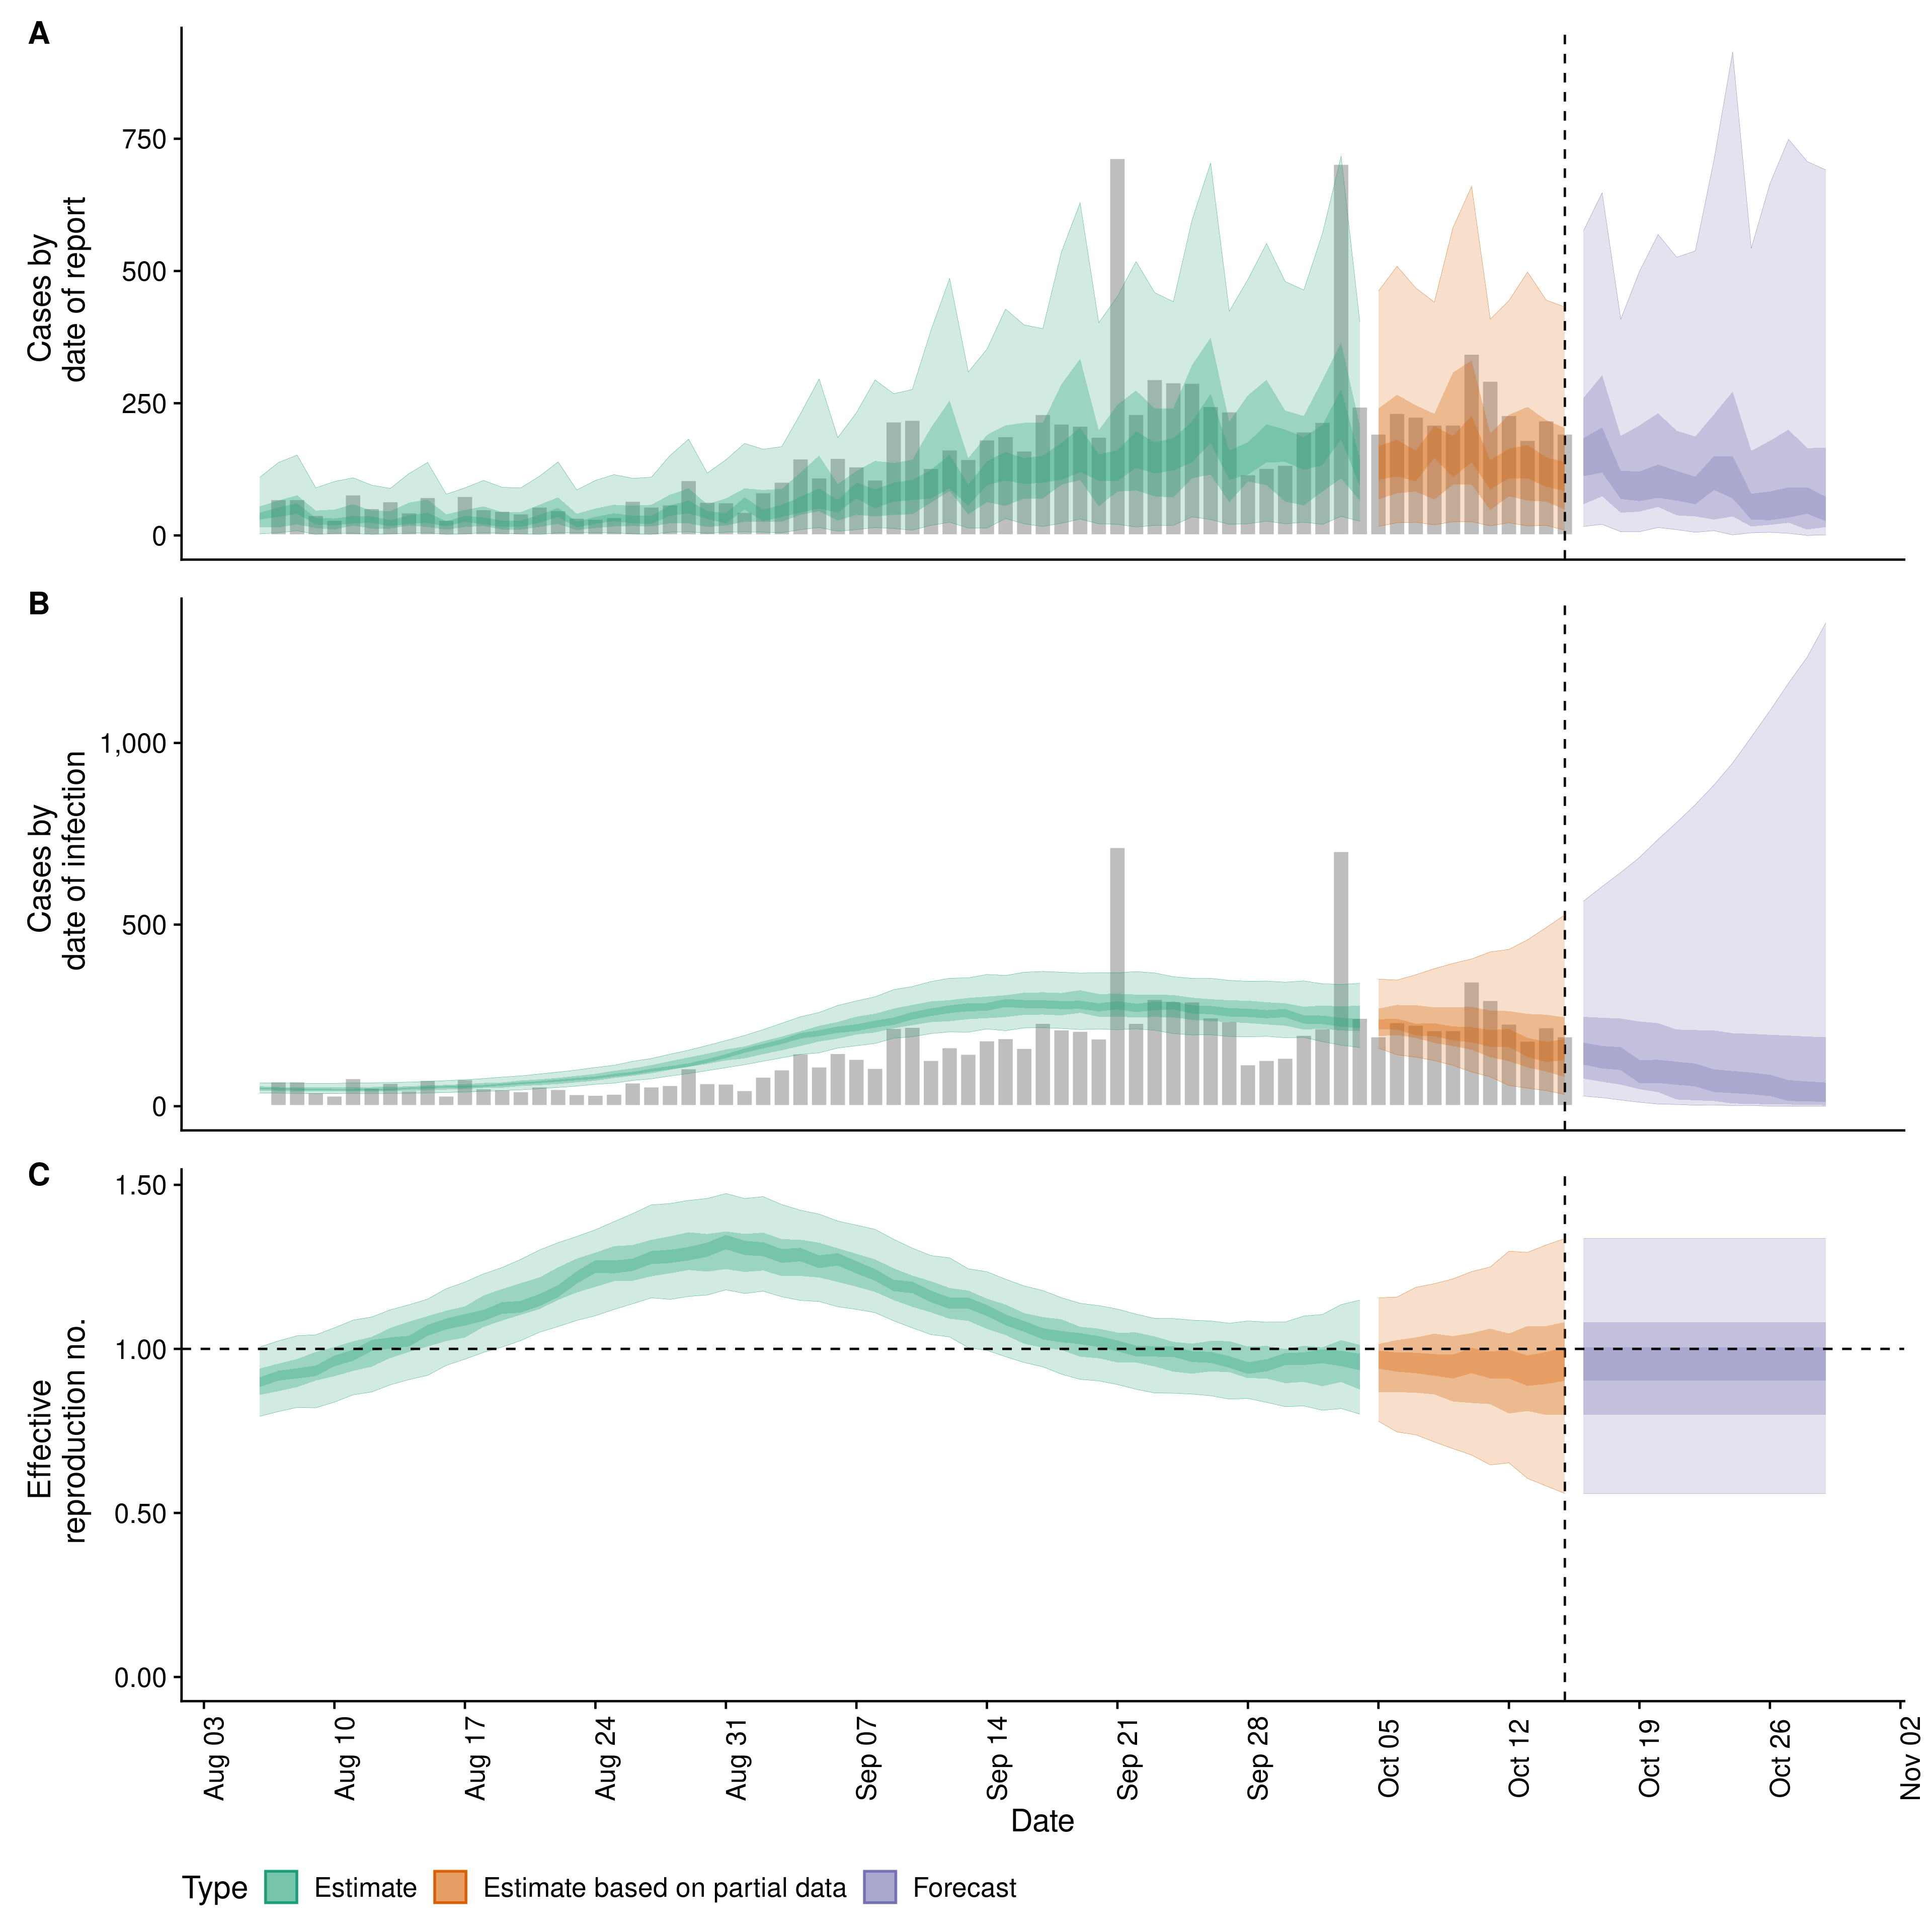 A
Cases by
date of report
750
500
250
0
B
Cases by
date of infection
1,000
500
0
C
Effective
reproduction no.
1.50
1.00
0.50
0.00
Aug 03
Aug 10
Aug 17
Aug 24
Aug 31
Sep 07
Sep 14
Sep 21
Sep 28
Oct 05
Oct 12
Oct 19
Oct 26
Nov 02
Date
Type Estimate Estimate based on partial data Forecast